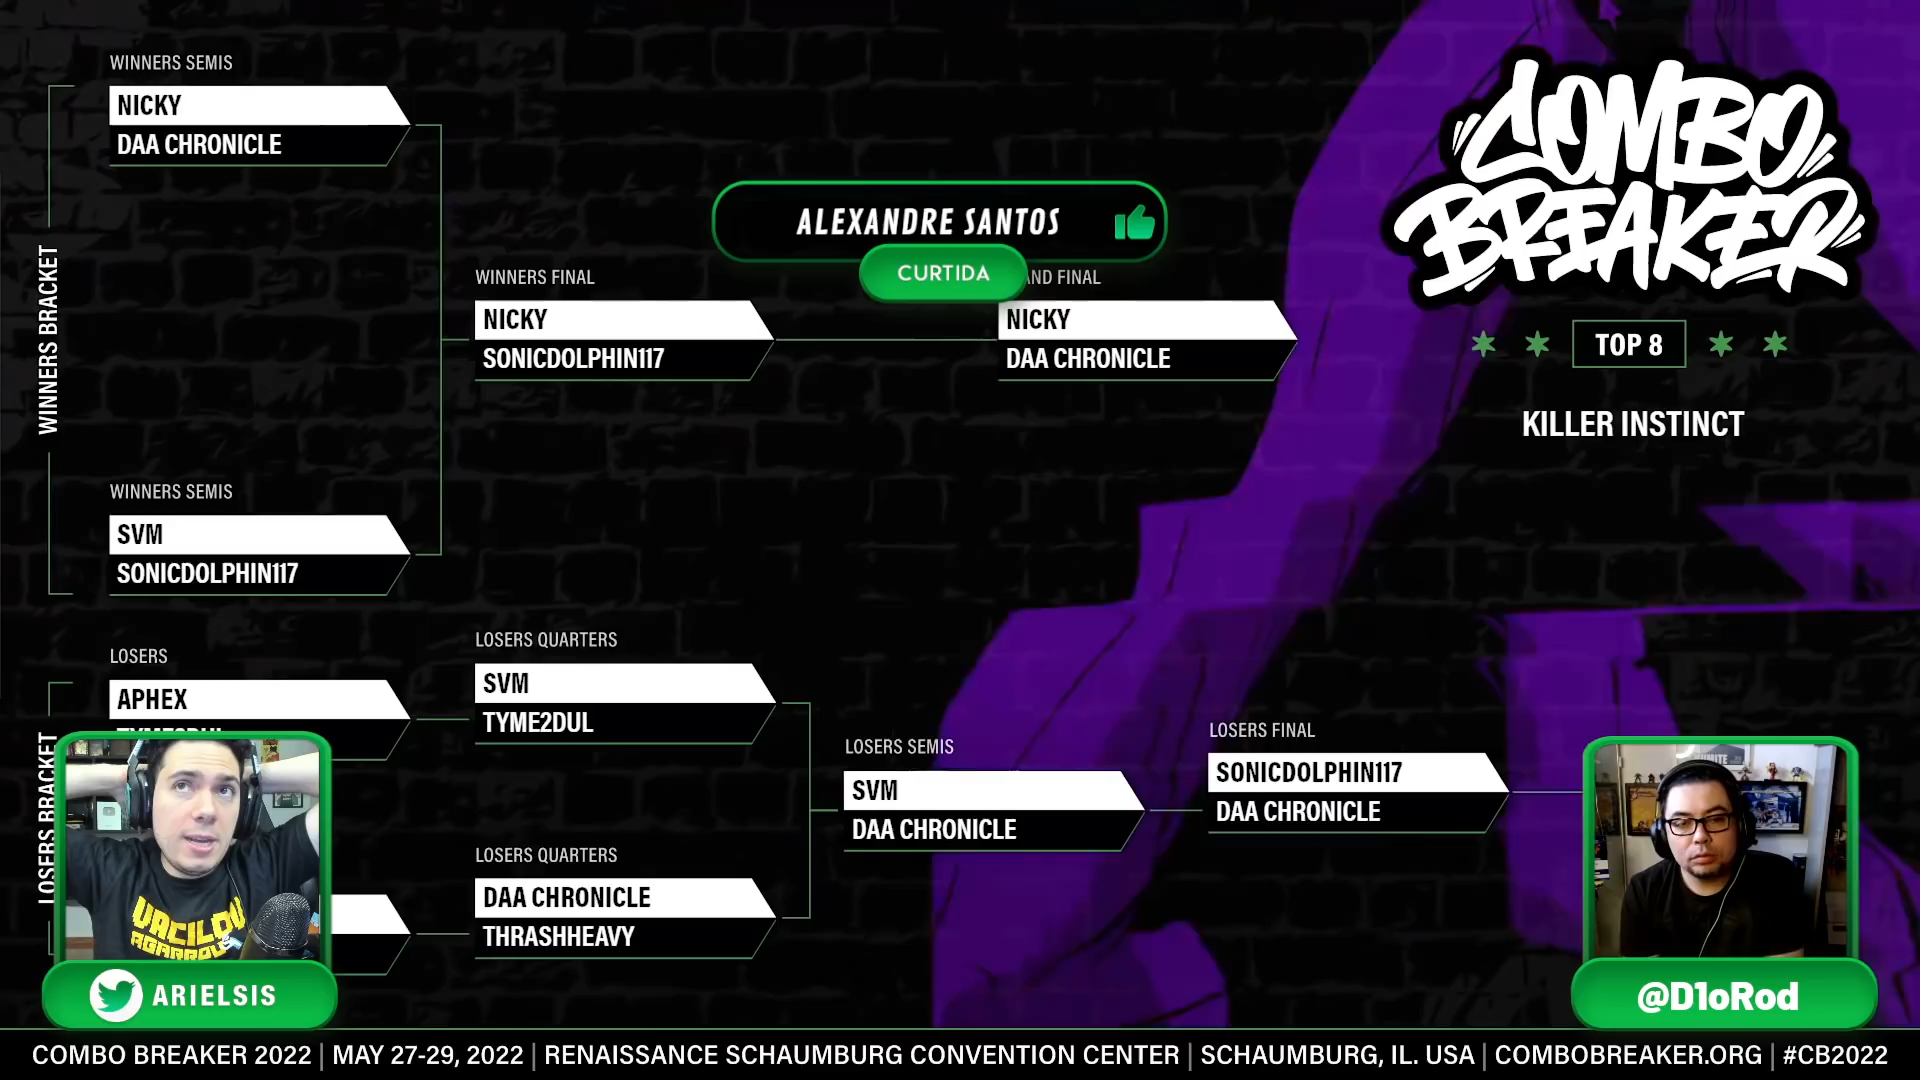 WINNERS SEMIS
NICKY
DAA CHRONICLE
WINNERS BRACKET
ALEXANDRE SANTOS
CURTIDA
WINNERS FINAL
NICKY
SONICDOLPHIN117
AND FINAL
NICKY
DAA CHRONICLE
COMBO
BREAKER
TOP 8
KILLER INSTINCT
WINNERS SEMIS
SVM
SONICDOLPHIN117
LOSERS
APHEX
LOSERS BRACKET
LOSERS QUARTERS
SVM
TYME2DUL
LOSERS QUARTERS
DAA CHRONICLE
THRASHHEAVY
LOSERS SEMIS
SVM
DAA CHRONICLE
LOSERS FINAL
SONICDOLPHIN117
DAA CHRONICLE
VACILOU
AGARROU
ARIELSIS
@D1oRod
COMBO BREAKER 2022 | MAY 27-29, 2022 | RENAISSANCE SCHAUMBURG CONVENTION CENTER | SCHAUMBURG, IL. USA | COMBOBREAKER.ORG | #CB2022